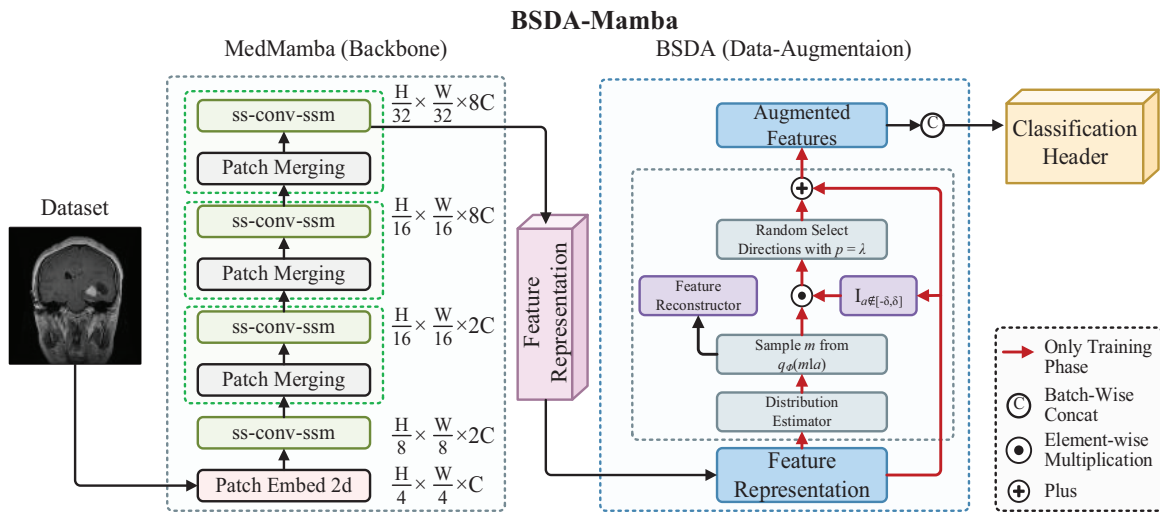 BSDA-Mamba
MedMamba (Backbone)
BSDA (Data-Augmentaion)
Dataset
ss-conv-ssm
H/32 × W/32 ×8C
Patch Merging
ss-conv-ssm
H/16 × W/16 ×8C
Patch Merging
ss-conv-ssm
H/16 × W/16 ×2C
Patch Merging
ss-conv-ssm
H/8 × W/8 ×2C
Patch Embed 2d
H/4 × W/4 ×C
Feature
Representation
Augmented
Features
C
Classification
Header
Random Select
Directions with p = λ
Feature
Reconstructor
I a∉[-δ,δ]
Sample m from
qΦ(m|a)
Distribution
Estimator
Feature
Representation
Only Training
Phase
C
Batch-Wise
Concat
Element-wise
Multiplication
Plus